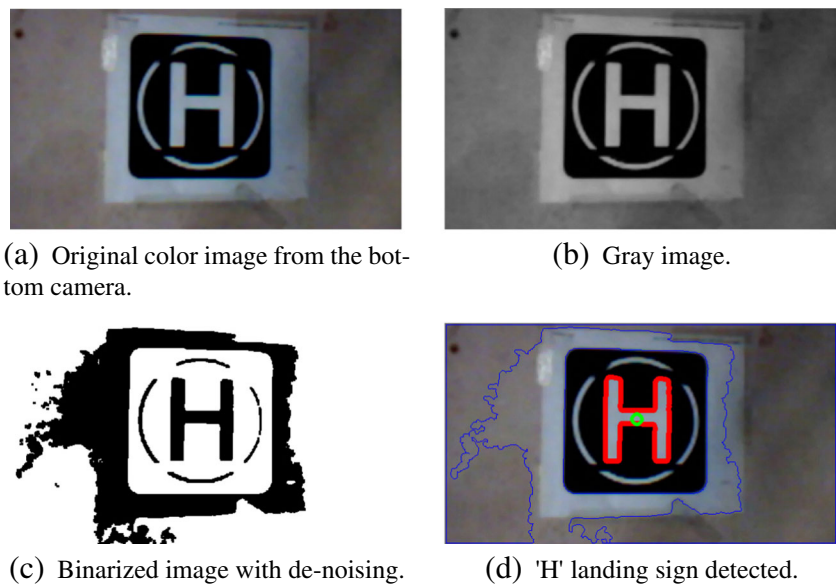 H
H
(a) Original color image from the bot-
tom camera.
(b) Gray image.
H
H
(c) Binarized image with de-noising.
(d) 'H' landing sign detected.